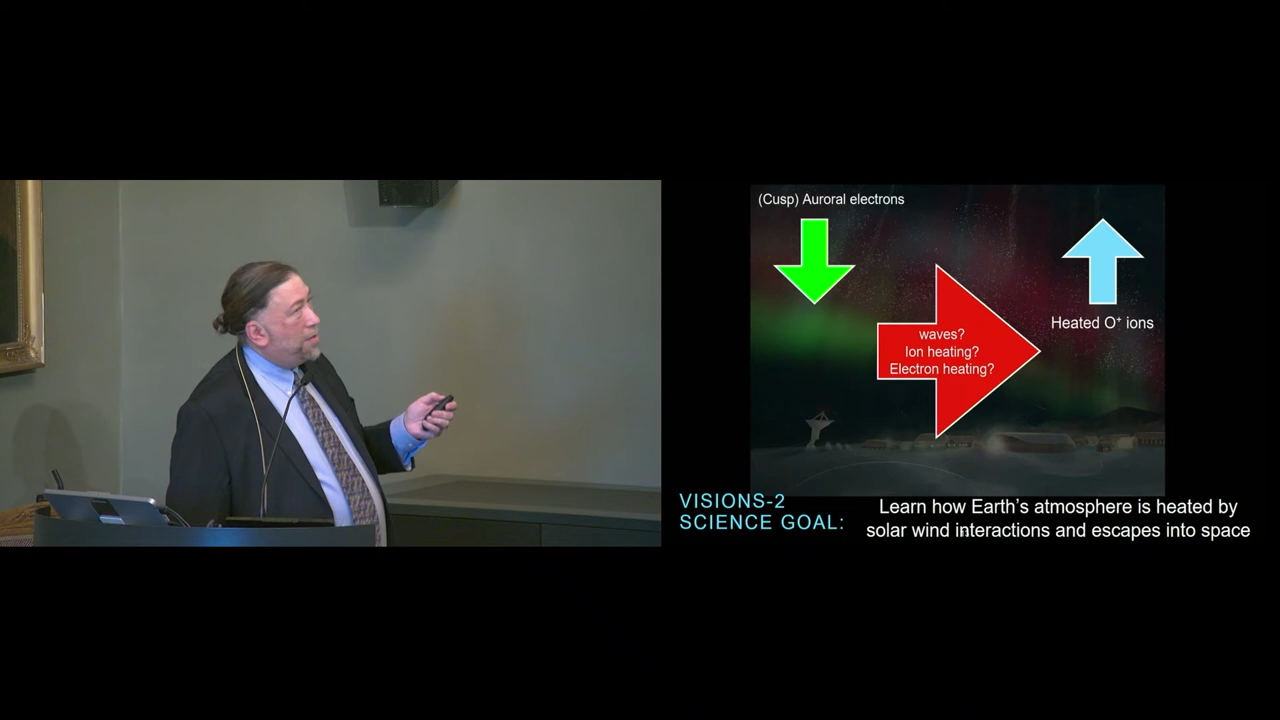 (Cusp) Auroral electrons
waves?
Ion heating?
Electron heating?
Heated O⁺ ions
VISIONS-2
SCIENCE GOAL:
Learn how Earth's atmosphere is heated by
solar wind interactions and escapes into space